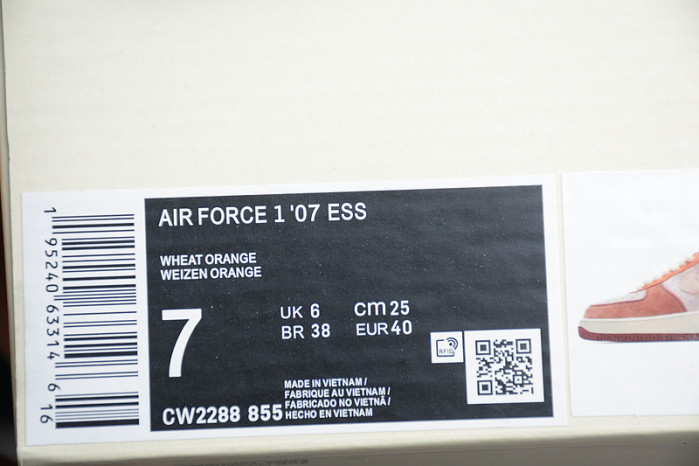 AIR FORCE 1 '07 ESS
WHEAT ORANGE
WEIZEN ORANGE
7
UK 6 cm 25
BR 38 EUR 40
RFID
MADE IN VIETNAM /
FABRIQUE AU VIETNAM /
FABRICADO NO VIETNÃ /
HECHO EN VIETNAM
CW2288 855
1 95240 63314 6 16